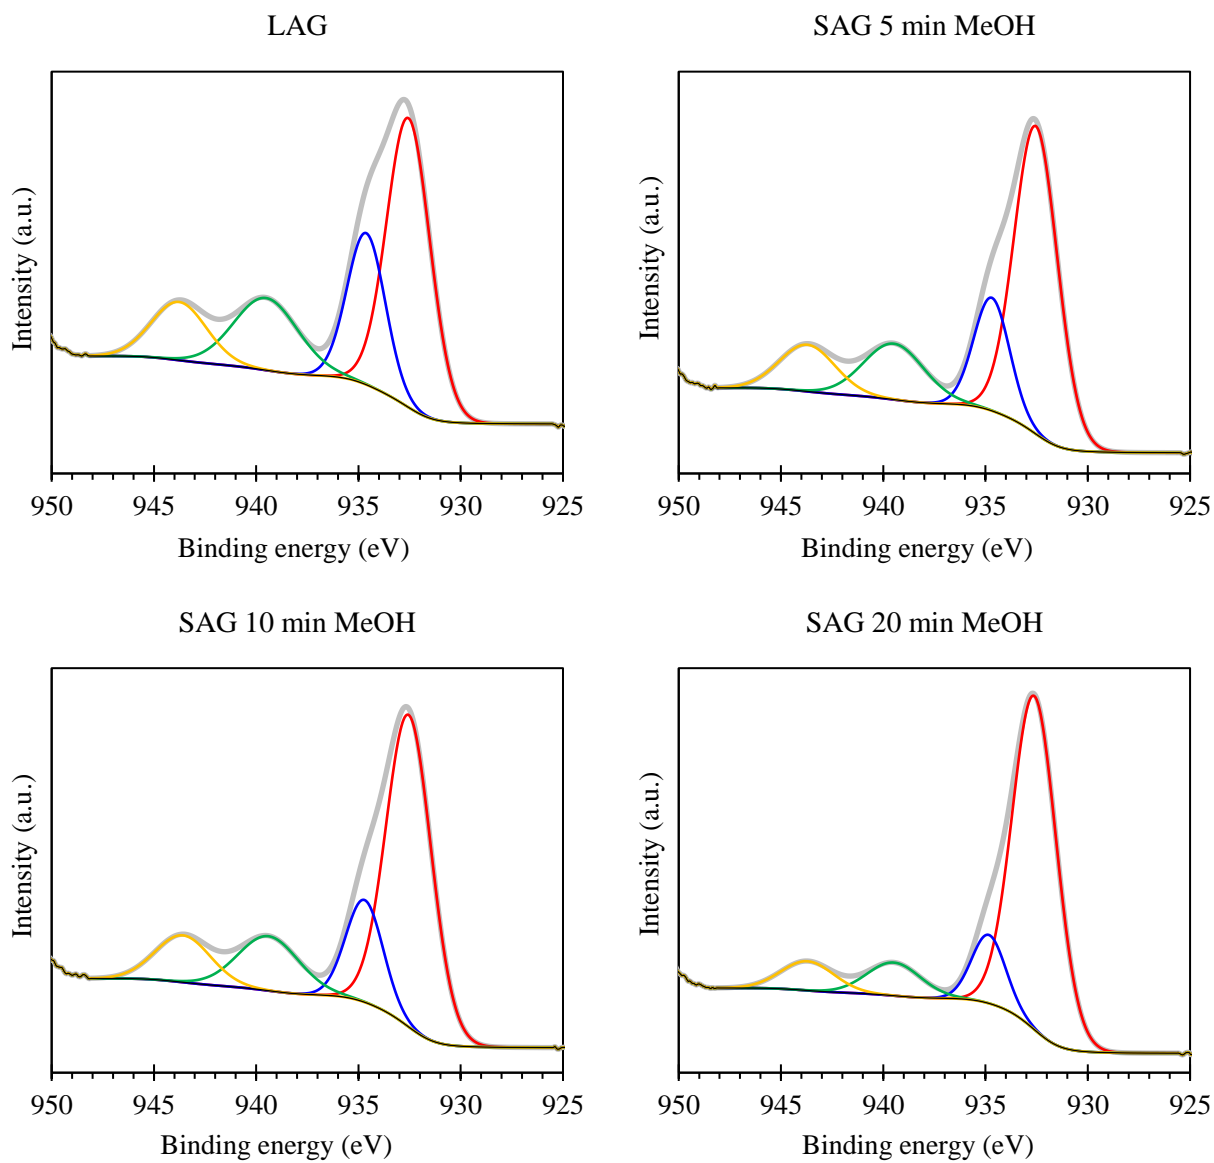 LAG
SAG 5 min MeOH
Intensity (a.u.)
Intensity (a.u.)
950 945 940 935 930 925
950 945 940 935 930 925
Binding energy (eV)
Binding energy (eV)
SAG 10 min MeOH
SAG 20 min MeOH
Intensity (a.u.)
Intensity (a.u.)
950 945 940 935 930 925
950 945 940 935 930 925
Binding energy (eV)
Binding energy (eV)